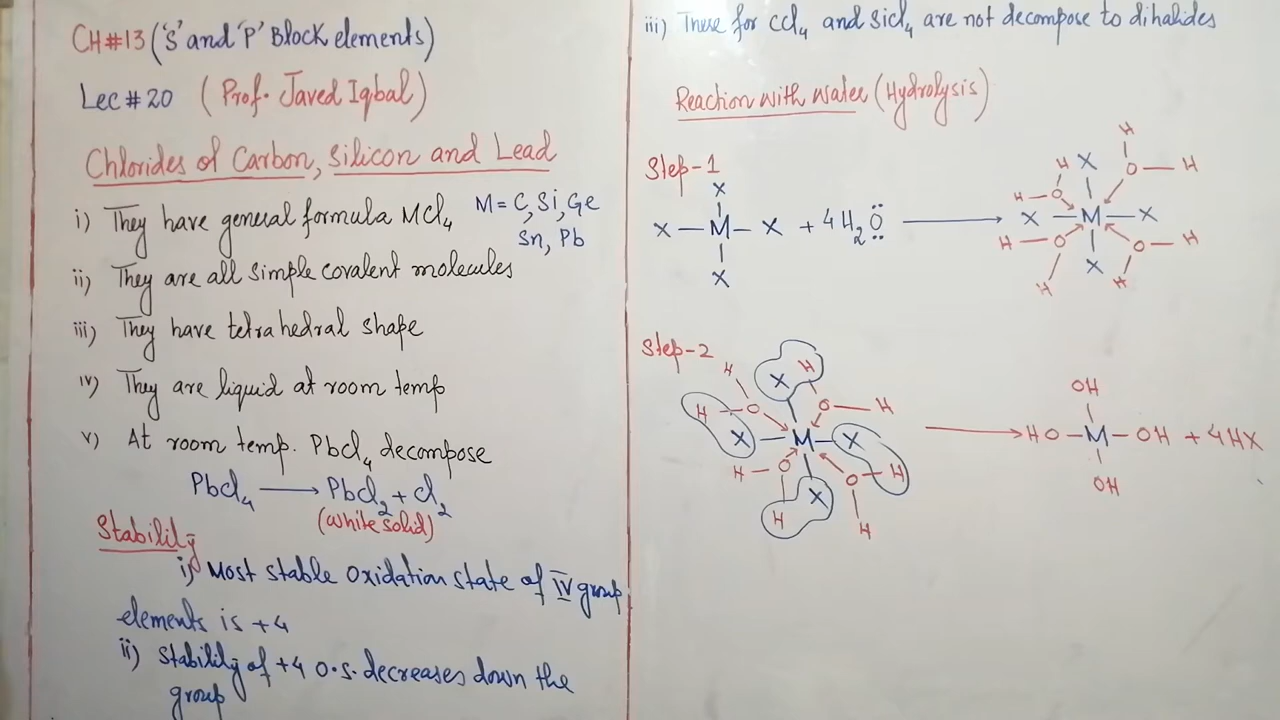 CH#13 ('S' and 'P' Block elements)
Lec#20 (Prof. Javed Iqbal)
Chlorides of Carbon, Silicon and Lead
i) They have general formula MCl4 M = C, Si, Ge
Sn, Pb
ii) They are all simple covalent molecules
iii) They have tetrahedral shape
iv) They are liquid at room temp
v) At room temp. PbCl4 decompose
PbCl4 → PbCl2 + Cl2
(white solid)
Stability
i) Most stable oxidation state of IV group
elements is +4
ii) Stability of +4 o.s. decreases down the
group
iii) These for CCl4 and SiCl4 are not decompose to dihalides
Reaction with water (Hydrolysis)
Step-1
X
X — M — X + 4H2O →
X
H
H X O — H
H — O
X — M — X
H — O O — H
X
H H
Step-2
H X H
H — O O — H
X — M — X
H — O O — H
X
H H
→
OH
HO — M — OH + 4HX
OH